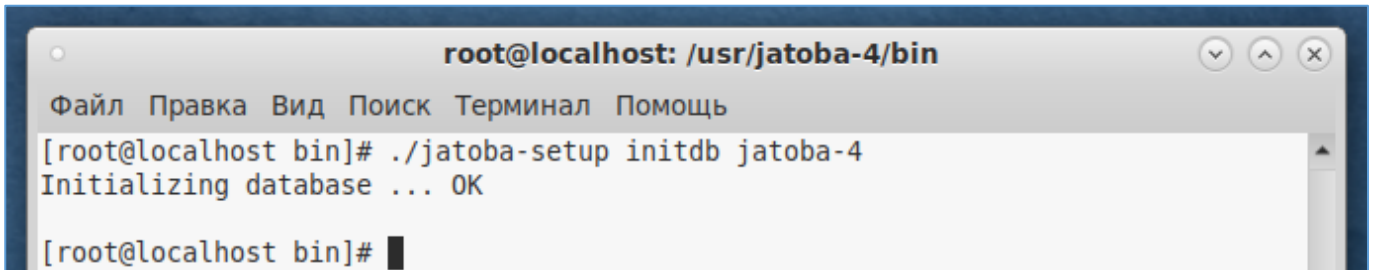 root@localhost: /usr/jatoba-4/bin
Файл Правка Вид Поиск Терминал Помощь
[root@localhost bin]# ./jatoba-setup initdb jatoba-4
Initializing database ... OK
[root@localhost bin]#